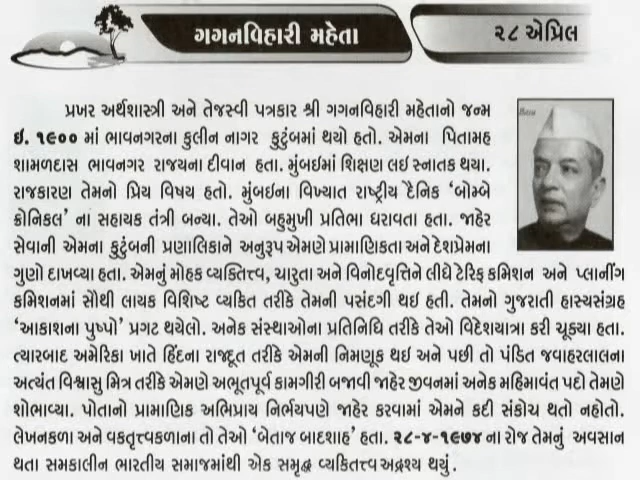 ગગનવિહારી મહેતા
૨૮ એપ્રિલ
પ્રખર અર્થશાસ્ત્રી અને તેજસ્વી પત્રકાર શ્રી ગગનવિહારી મહેતાનો જન્મ
ઇ. ૧૯૦૦ માં ભાવનગરના કુલીન નાગર કુટુંબમાં થયો હતો. એમના પિતામહ
શામળદાસ ભાવનગર રાજયના દીવાન હતા. મુંબઈમાં શિક્ષણ લઇ સ્નાતક થયા.
રાજકારણ તેમનો પ્રિય વિષય હતો. મુંબઈના વિખ્યાત રાષ્ટ્રીય દૈનિક ‘બોમ્બે
ક્રોનિકલ’ ના સહાયક તંત્રી બન્યા. તેઓ બહુમુખી પ્રતિભા ધરાવતા હતા. જાહેર
સેવાની એમના કુટુંબની પ્રણાલિકાને અનુરૂપ એમણે પ્રામાણિકતા અને દેશપ્રેમના
ગુણો દાખવ્યા હતા. એમનું મોહક વ્યક્તિત્ત્વ, ચારુતા અને વિનોદવૃત્તિને લીધે ટેરિફ કમિશન અને પ્લાનીંગ
કમિશનમાં સૌથી લાયક વિશિષ્ટ વ્યકિત તરીકે તેમની પસંદગી થઇ હતી. તેમનો ગુજરાતી હાસ્યસંગ્રહ
‘આકાશના પુષ્પો’ પ્રગટ થયેલો. અનેક સંસ્થાઓના પ્રતિનિધિ તરીકે તેઓ વિદેશયાત્રા કરી ચૂક્યા હતા.
ત્યારબાદ અમેરિકા ખાતે હિંદના રાજદૂત તરીકે એમની નિમણૂક થઇ અને પછી તો પંડિત જવાહરલાલના
અત્યંત વિશ્વાસુ મિત્ર તરીકે એમણે અભૂતપૂર્વ કામગીરી બજાવી જાહેર જીવનમાં અનેક મહિમાવંત પદો તેમણે
શોભાવ્યા. પોતાનો પ્રામાણિક અભિપ્રાય નિર્ભયપણે જાહેર કરવામાં એમને કદી સંકોચ થતો નહોતો.
લેખનકળા અને વકતૃત્ત્વકળાના તો તેઓ ‘બેતાજ બાદશાહ’ હતા. ૨૮-૪-૧૯૭૪ ના રોજ તેમનું અવસાન
થતા સમકાલીન ભારતીય સમાજમાંથી એક સમૃદ્ધ વ્યકિતત્ત્વ અદ્રશ્ય થયું.